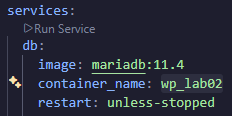 services:
▷Run Service
db:
image: mariadb:11.4
container_name: wp_lab02
restart: unless-stopped